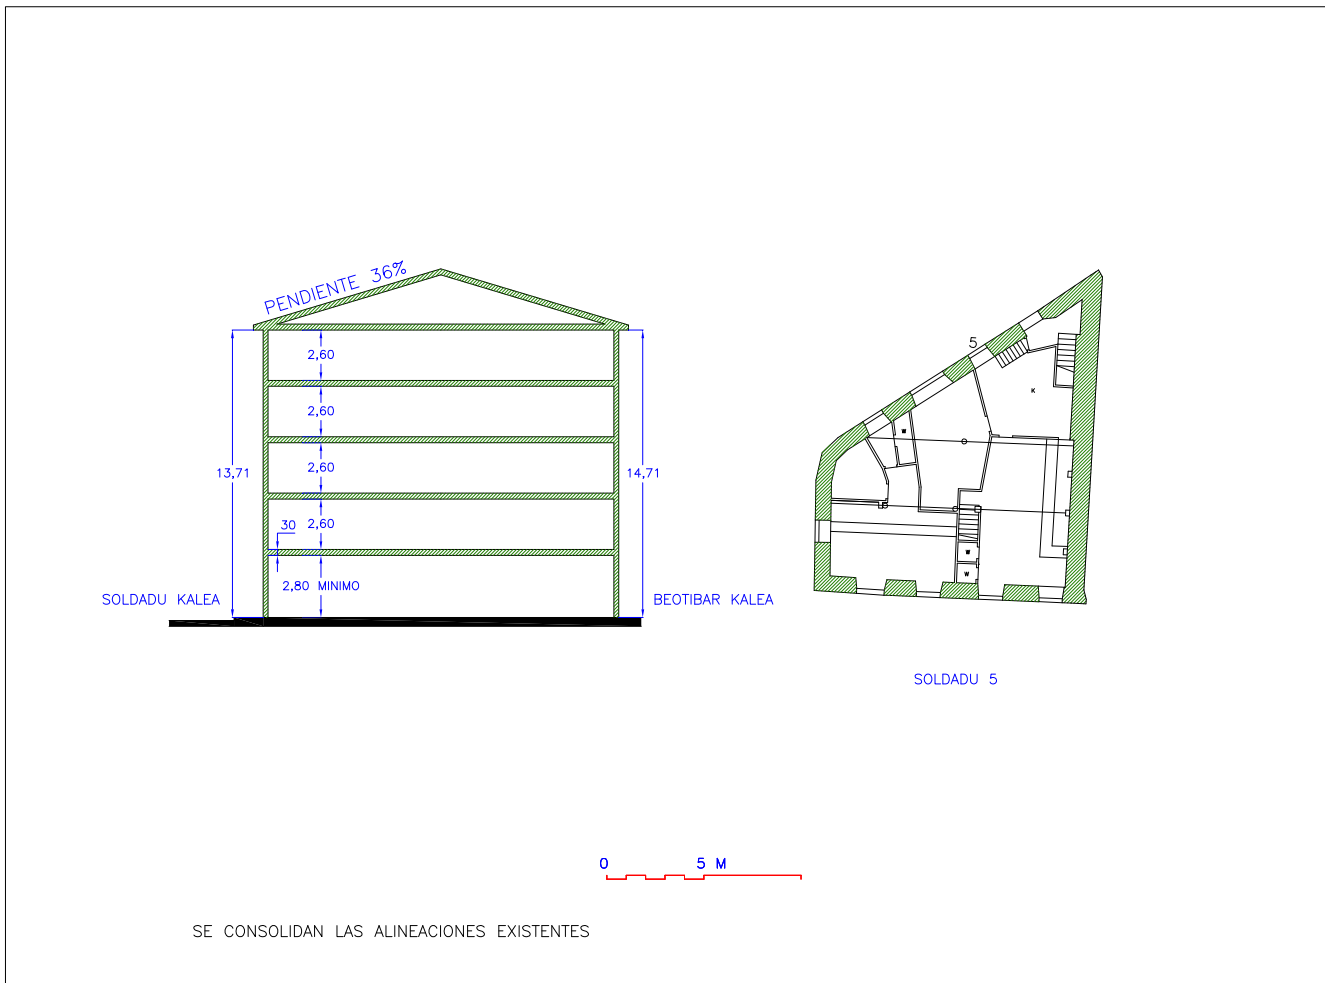 PENDIENTE 36%
2,60
2,60
2,60
2,60
30
2,80 MINIMO
13,71
14,71
SOLDADU KALEA
BEOTIBAR KALEA
5
K
W
W
W
SOLDADU 5
0 5 M
SE CONSOLIDAN LAS ALINEACIONES EXISTENTES